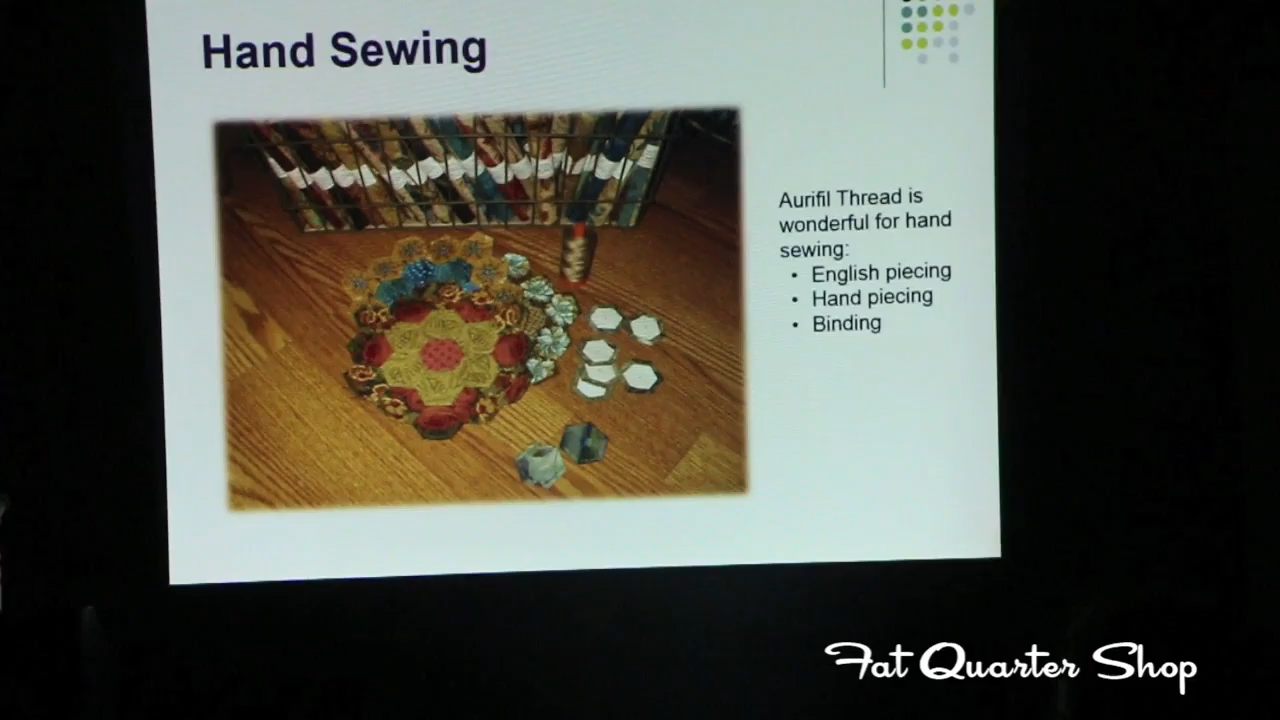 Hand Sewing
Aurifil Thread is
wonderful for hand
sewing:
• English piecing
• Hand piecing
• Binding
Fat Quarter Shop